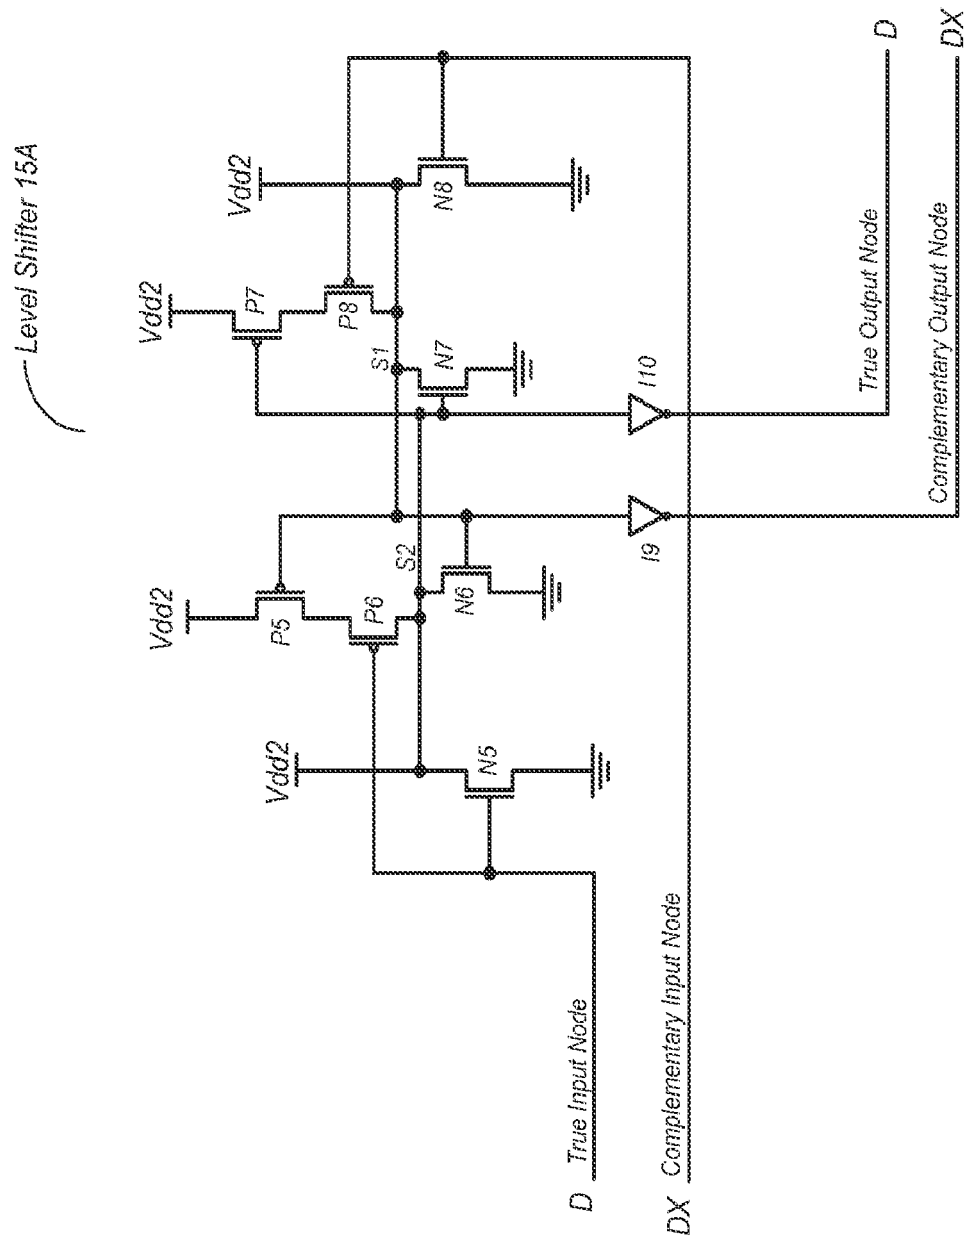 Level Shifter 15A
Vdd2
Vdd2
Vdd2
Vdd2
P7
P8
N8
S1
N7
P5
P6
S2
N6
N5
I10
I9
D
True Input Node
DX
Complementary Input Node
True Output Node
D
Complementary Output Node
DX